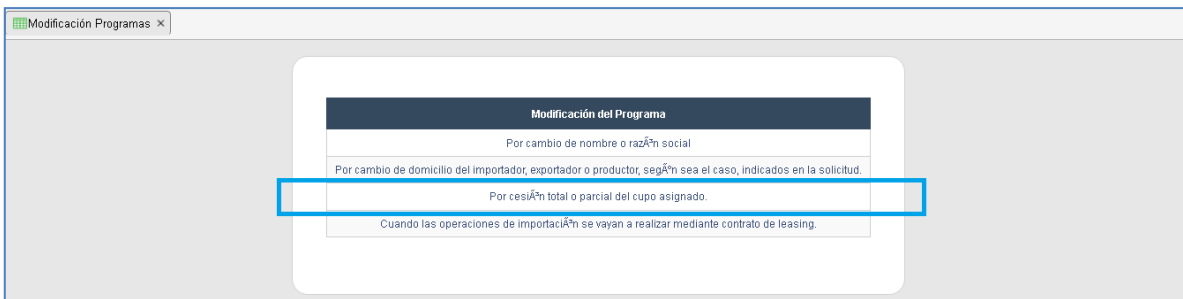 Modificación Programas ×
Modificación del Programa
Por cambio de nombre o razÃ³n social
Por cambio de domicilio del importador, exportador o productor, segÃºn sea el caso, indicados en la solicitud.
Por cesiÃ³n total o parcial del cupo asignado.
Cuando las operaciones de importaciÃ³n se vayan a realizar mediante contrato de leasing.